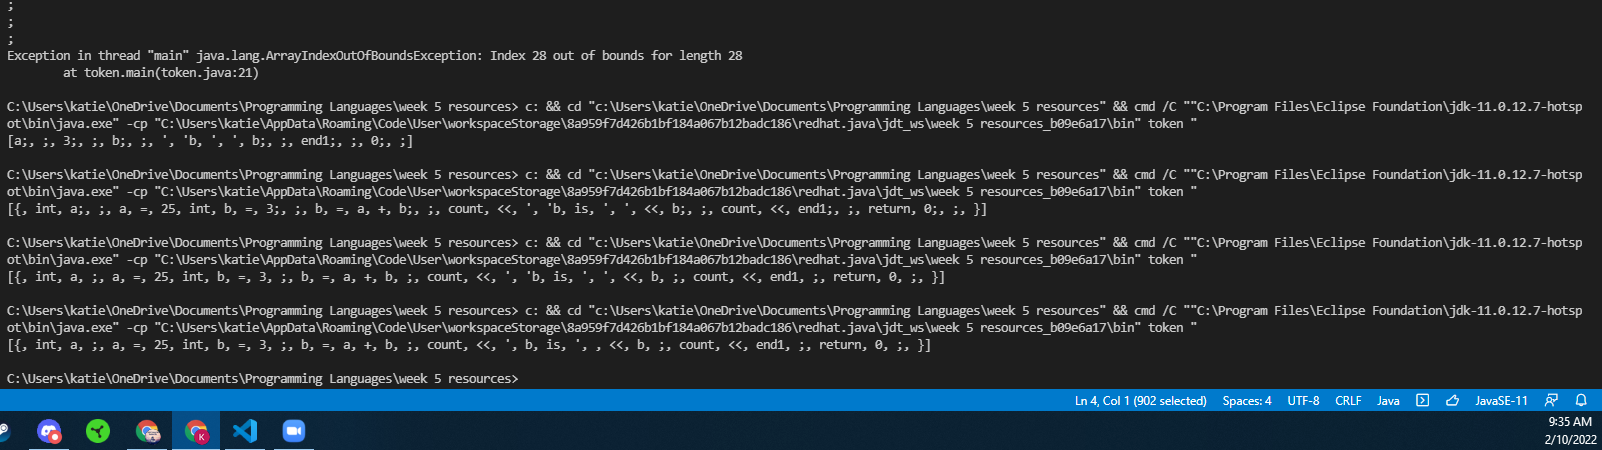 ;
;
;
Exception in thread "main" java.lang.ArrayIndexOutOfBoundsException: Index 28 out of bounds for length 28
        at token.main(token.java:21)
C:\Users\katie\OneDrive\Documents\Programming Languages\week 5 resources> c: && cd "c:\Users\katie\OneDrive\Documents\Programming Languages\week 5 resources" && cmd /C ""C:\Program Files\Eclipse Foundation\jdk-11.0.12.7-hotsp
ot\bin\java.exe" -cp "C:\Users\katie\AppData\Roaming\Code\User\workspaceStorage\8a959f7d426b1bf184a067b12badc186\redhat.java\jdt_ws\week 5 resources_b09e6a17\bin" token "
[a;, ;, 3;, ;, b;, ;, ', 'b, ', ', b;, ;, end1;, ;, 0;, ;]
C:\Users\katie\OneDrive\Documents\Programming Languages\week 5 resources> c: && cd "c:\Users\katie\OneDrive\Documents\Programming Languages\week 5 resources" && cmd /C ""C:\Program Files\Eclipse Foundation\jdk-11.0.12.7-hotsp
ot\bin\java.exe" -cp "C:\Users\katie\AppData\Roaming\Code\User\workspaceStorage\8a959f7d426b1bf184a067b12badc186\redhat.java\jdt_ws\week 5 resources_b09e6a17\bin" token "
[{, int, a;, ;, a, =, 25, int, b, =, 3;, ;, b, =, a, +, b;, ;, count, <<, ', 'b, is, ', ', <<, b;, ;, count, <<, end1;, ;, return, 0;, ;, }]
C:\Users\katie\OneDrive\Documents\Programming Languages\week 5 resources> c: && cd "c:\Users\katie\OneDrive\Documents\Programming Languages\week 5 resources" && cmd /C ""C:\Program Files\Eclipse Foundation\jdk-11.0.12.7-hotsp
ot\bin\java.exe" -cp "C:\Users\katie\AppData\Roaming\Code\User\workspaceStorage\8a959f7d426b1bf184a067b12badc186\redhat.java\jdt_ws\week 5 resources_b09e6a17\bin" token "
[{, int, a, ;, a, =, 25, int, b, =, 3, ;, b, =, a, +, b, ;, count, <<, ', 'b, is, ', ', <<, b, ;, count, <<, end1, ;, return, 0, ;, }]
C:\Users\katie\OneDrive\Documents\Programming Languages\week 5 resources> c: && cd "c:\Users\katie\OneDrive\Documents\Programming Languages\week 5 resources" && cmd /C ""C:\Program Files\Eclipse Foundation\jdk-11.0.12.7-hotsp
ot\bin\java.exe" -cp "C:\Users\katie\AppData\Roaming\Code\User\workspaceStorage\8a959f7d426b1bf184a067b12badc186\redhat.java\jdt_ws\week 5 resources_b09e6a17\bin" token "
[{, int, a, ;, a, =, 25, int, b, =, 3, ;, b, =, a, +, b, ;, count, <<, ', b, is, ', , <<, b, ;, count, <<, end1, ;, return, 0, ;, }]
C:\Users\katie\OneDrive\Documents\Programming Languages\week 5 resources>
Ln 4, Col 1 (902 selected) Spaces: 4 UTF-8 CRLF Java JavaSE-11
K
9:35 AM
2/10/2022